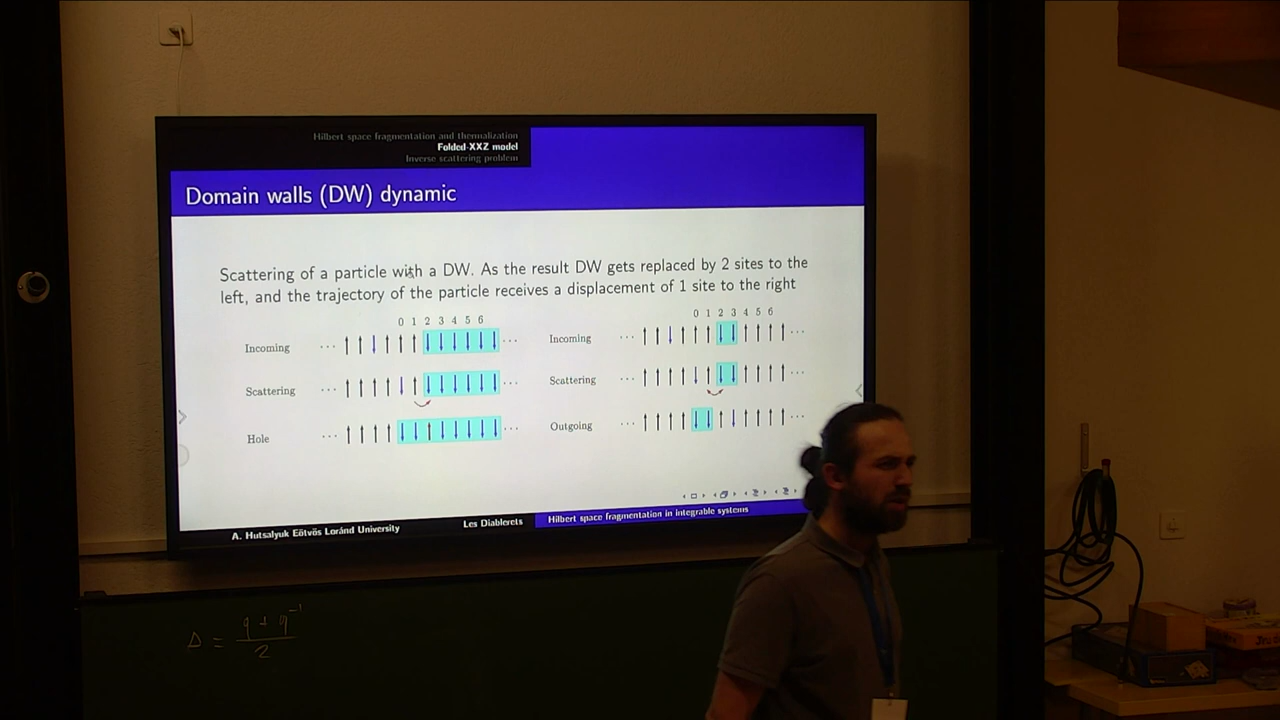 Hilbert space fragmentation and thermalization
Folded-XXZ model
Inverse scattering problem
Domain walls (DW) dynamic
Scattering of a particle with a DW. As the result DW gets replaced by 2 sites to the
left, and the trajectory of the particle receives a displacement of 1 site to the right
0 1 2 3 4 5 6
Incoming ··· ↑ ↑ ↓ ↑ ↑ ↑ ↓ ↓ ↓ ↓ ↓ ↓ ···
Scattering ··· ↑ ↑ ↑ ↑ ↓ ↑ ↓ ↓ ↓ ↓ ↓ ↓ ···
Hole ··· ↑ ↑ ↑ ↑ ↓ ↓ ↑ ↓ ↓ ↓ ↓ ↓ ···
0 1 2 3 4 5 6
Incoming ··· ↑ ↑ ↓ ↑ ↑ ↑ ↓ ↓ ↑ ↑ ↑ ↑ ···
Scattering ··· ↑ ↑ ↑ ↑ ↓ ↑ ↓ ↓ ↑ ↑ ↑ ↑ ···
Outgoing ··· ↑ ↑ ↑ ↑ ↓ ↓ ↑ ↓ ↑ ↑ ↑ ↑ ···
A. Hutsalyuk Eötvös Loránd University
Les Diablerets
Hilbert space fragmentation in integrable systems
Δ = (q + q⁻¹) / 2